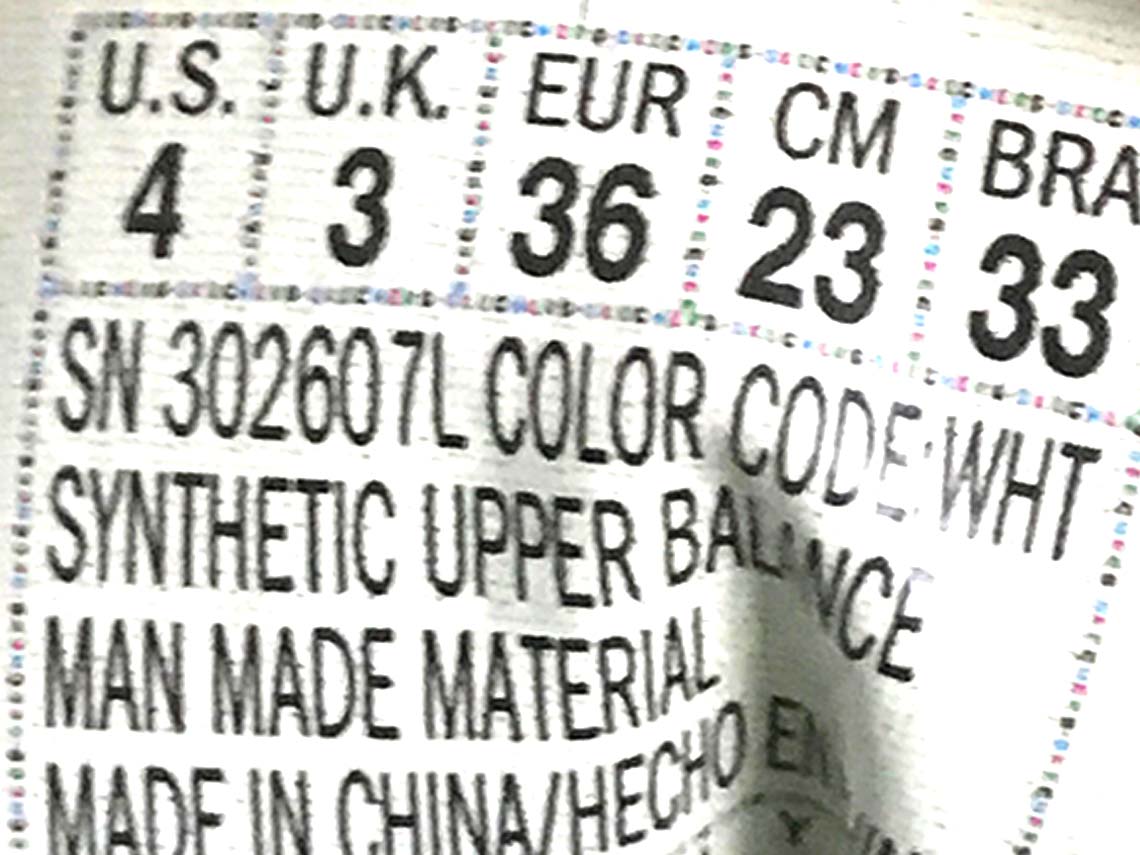 U.S. U.K. EUR CM BRA
4 3 36 23 33
SN 302607L COLOR CODE: WHT
SYNTHETIC UPPER BALANCE
MAN MADE MATERIAL
MADE IN CHINA/HECHO EN